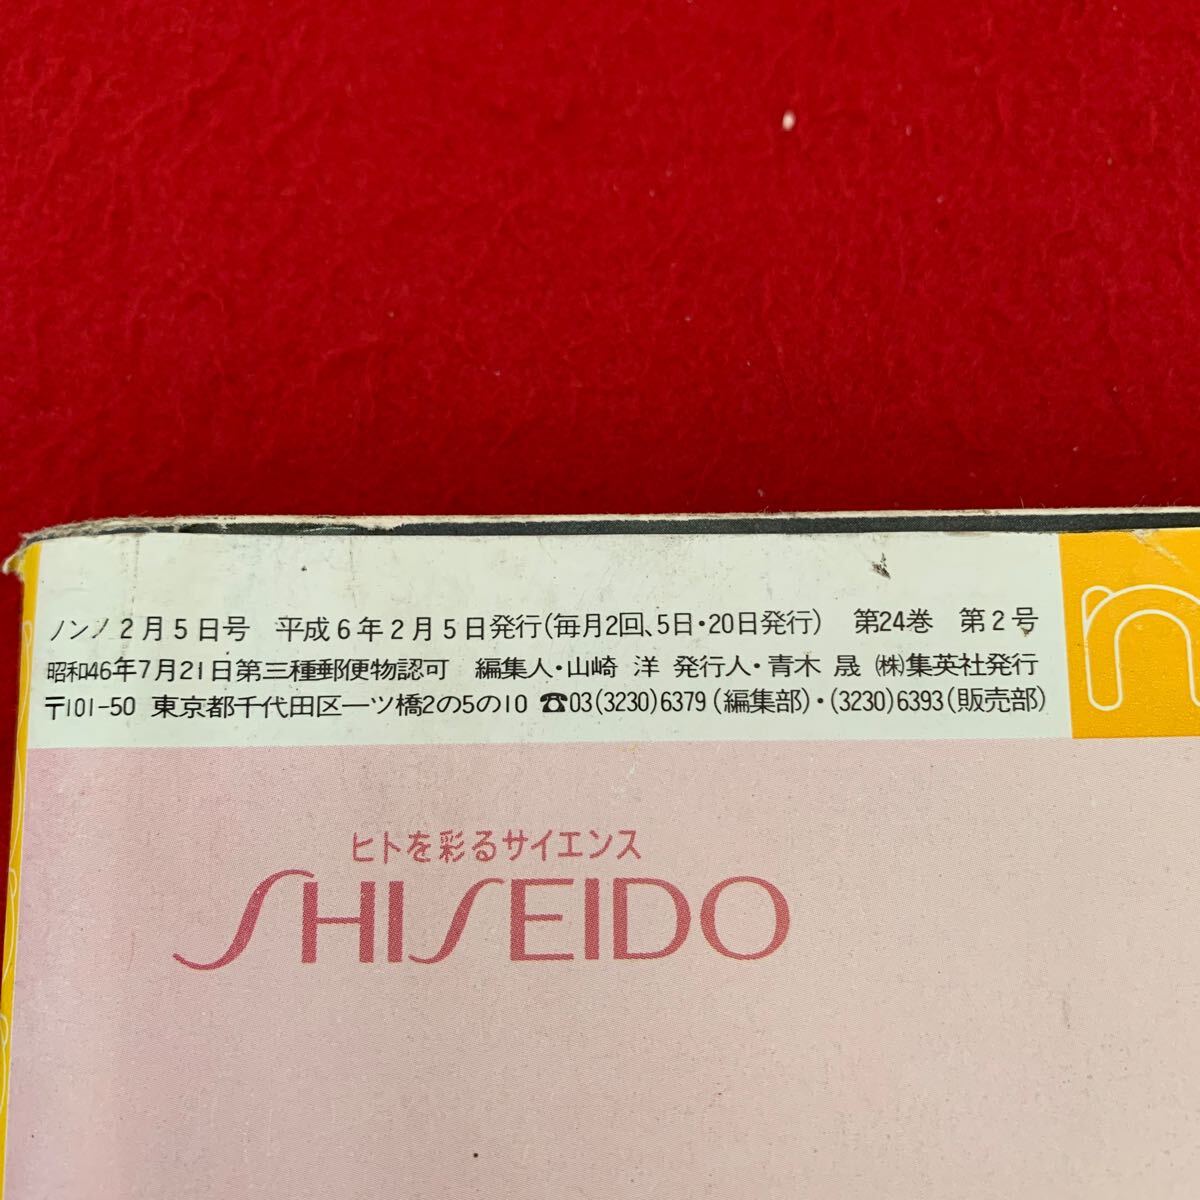 ノンノ2月5日号 平成6年2月5日発行(毎月2回、5日・20日発行) 第24巻 第2号
昭和46年7月21日第三種郵便物認可 編集人・山崎 洋 発行人・青木 晟 ㈱集英社発行
〒101-50 東京都千代田区一ツ橋2の5の10 ☎03(3230)6379(編集部)・(3230)6393(販売部)
ヒトを彩るサイエンス
SHISEIDO
n